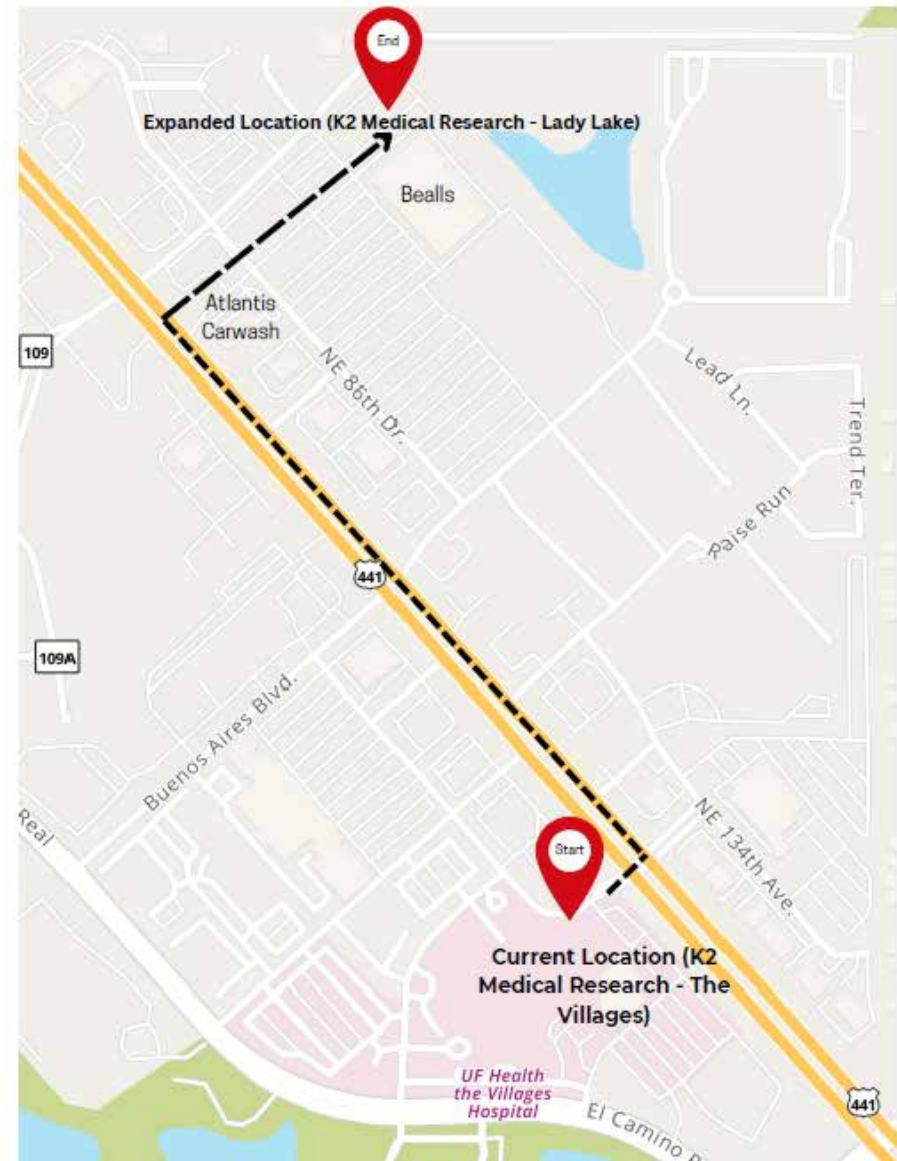 End
Expanded Location (K2 Medical Research - Lady Lake)
Bealls
Atlantis
Carwash
109
NE 86th Dr.
Lead Ln.
Trend Ter.
Raise Run
441
109A
Buenos Aires Blvd.
Real
Start
NE 134th Ave.
Current Location (K2
Medical Research - The
Villages)
UF Health
the Villages
Hospital
El Camino R
441